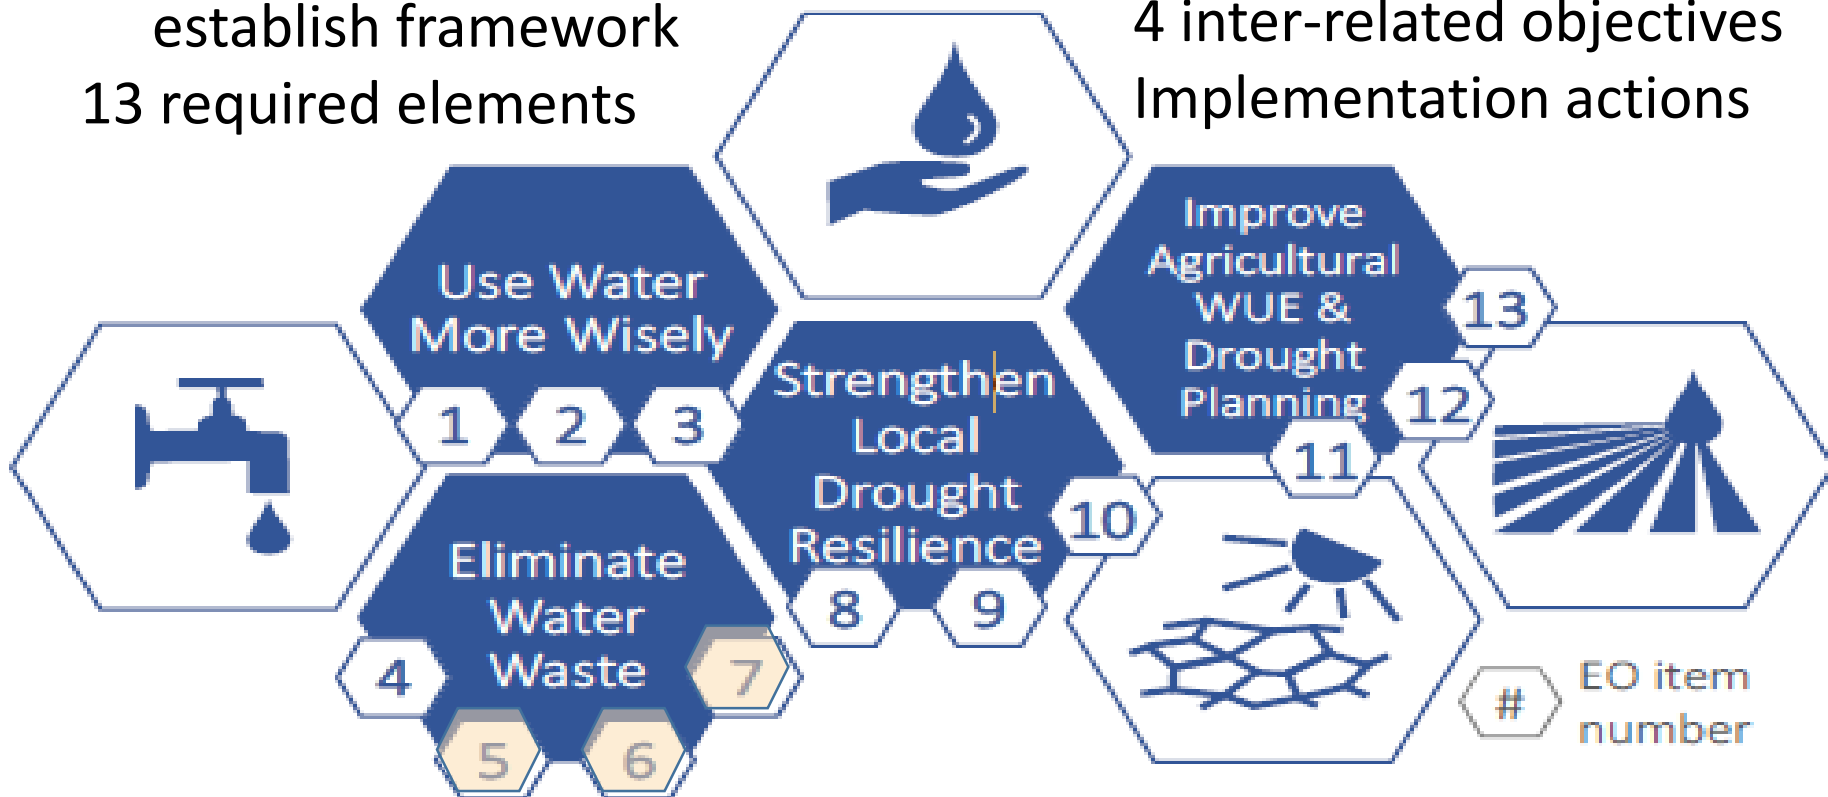 establish framework
13 required elements
4 inter-related objectives
Implementation actions
Use Water
More Wisely
1 2 3
Eliminate
Water
Waste
4 5 6 7
Strengthen
Local
Drought
Resilience
8 9 10
Improve
Agricultural
WUE &
Drought
Planning
11 12 13
# EO item
number